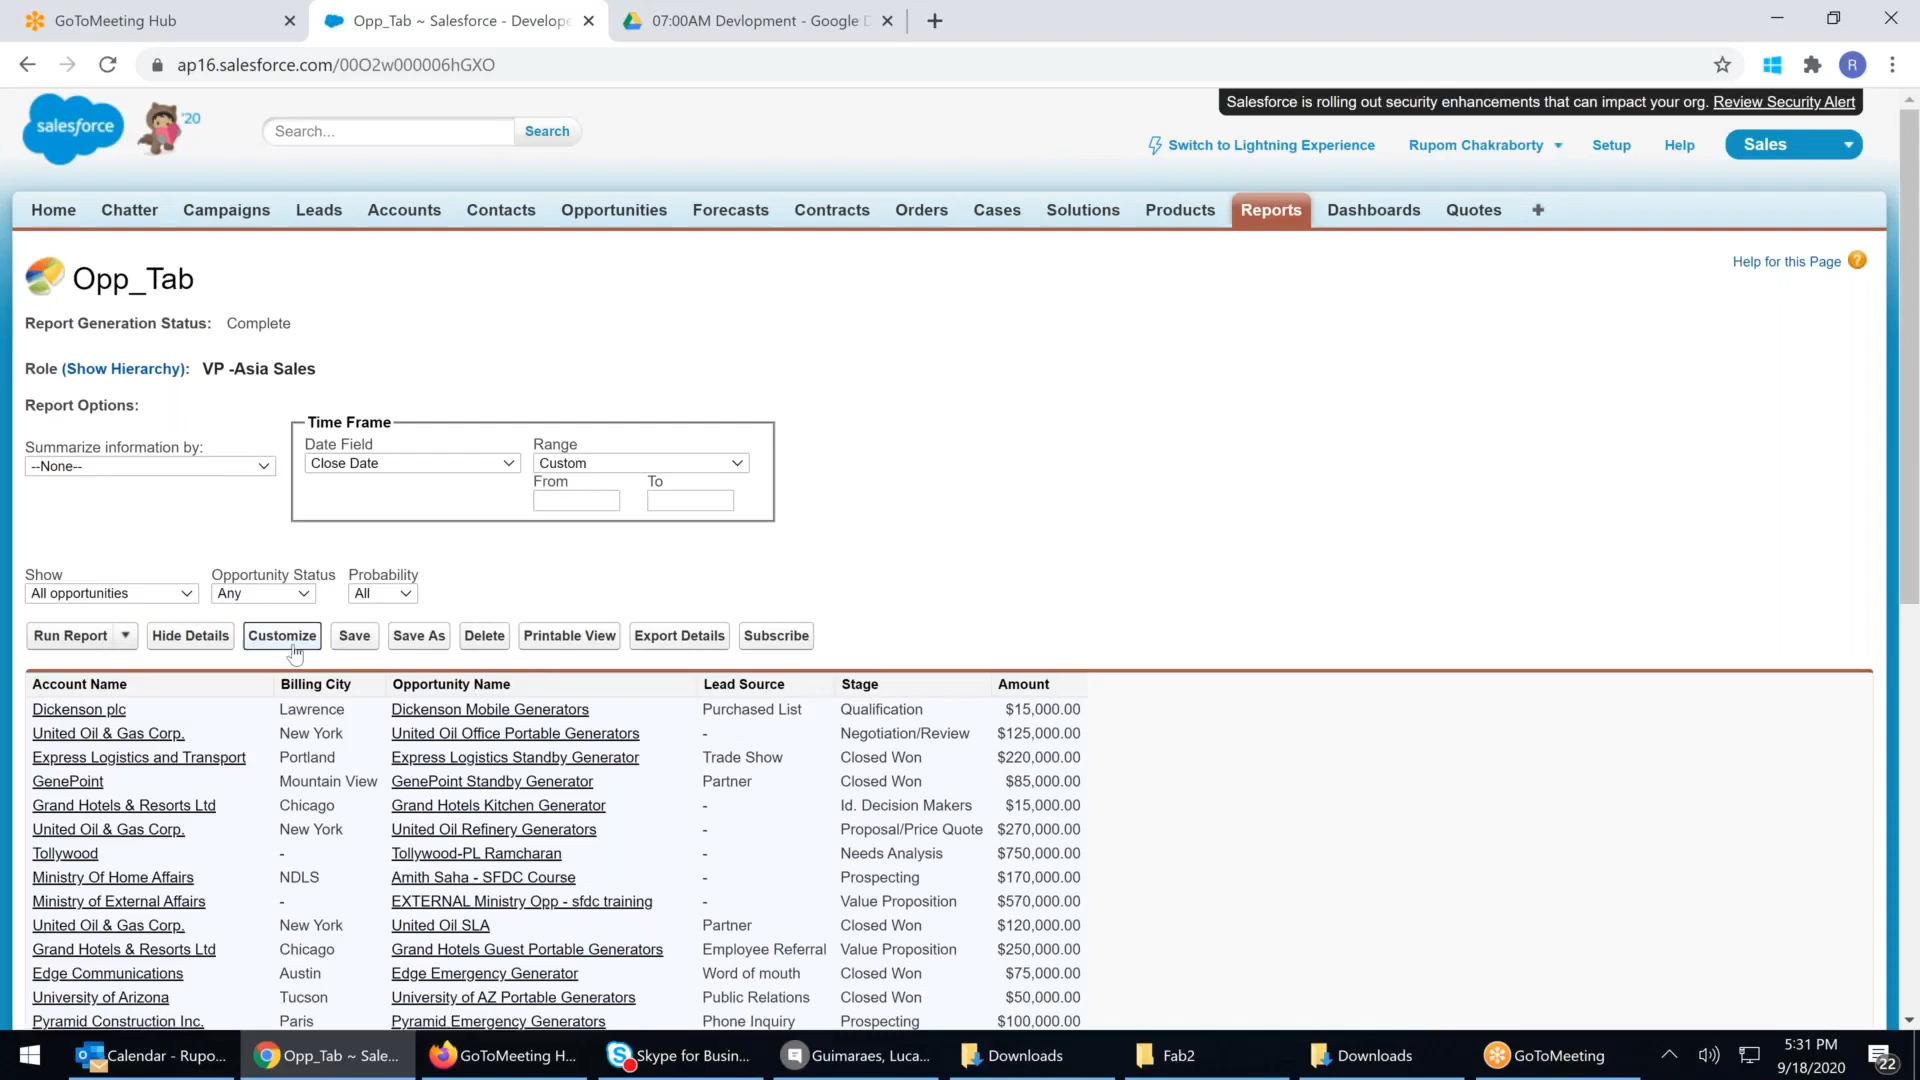 GoToMeeting Hub
Opp_Tab ~ Salesforce - Develope
07:00AM Devlopment - Google D
ap16.salesforce.com/00O2w000006hGXO
R
Salesforce is rolling out security enhancements that can impact your org. Review Security Alert
salesforce
'20
Search...
Search
Switch to Lightning Experience
Rupom Chakraborty
Setup
Help
Sales
Home Chatter Campaigns Leads Accounts Contacts Opportunities Forecasts Contracts Orders Cases Solutions Products Reports Dashboards Quotes +
Opp_Tab
Help for this Page ?
Report Generation Status: Complete
Role (Show Hierarchy): VP -Asia Sales
Report Options:
Summarize information by:
--None--
Time Frame
Date Field
Close Date
Range
Custom
From To
Show Opportunity Status Probability
All opportunities Any All
Run Report Hide Details Customize Save Save As Delete Printable View Export Details Subscribe
Account Name Billing City Opportunity Name Lead Source Stage Amount
Dickenson plc Lawrence Dickenson Mobile Generators Purchased List Qualification $15,000.00
United Oil & Gas Corp. New York United Oil Office Portable Generators - Negotiation/Review $125,000.00
Express Logistics and Transport Portland Express Logistics Standby Generator Trade Show Closed Won $220,000.00
GenePoint Mountain View GenePoint Standby Generator Partner Closed Won $85,000.00
Grand Hotels & Resorts Ltd Chicago Grand Hotels Kitchen Generator - Id. Decision Makers $15,000.00
United Oil & Gas Corp. New York United Oil Refinery Generators - Proposal/Price Quote $270,000.00
Tollywood - Tollywood-PL Ramcharan - Needs Analysis $750,000.00
Ministry Of Home Affairs NDLS Amith Saha - SFDC Course - Prospecting $170,000.00
Ministry of External Affairs - EXTERNAL Ministry Opp - sfdc training - Value Proposition $570,000.00
United Oil & Gas Corp. New York United Oil SLA Partner Closed Won $120,000.00
Grand Hotels & Resorts Ltd Chicago Grand Hotels Guest Portable Generators Employee Referral Value Proposition $250,000.00
Edge Communications Austin Edge Emergency Generator Word of mouth Closed Won $75,000.00
University of Arizona Tucson University of AZ Portable Generators Public Relations Closed Won $50,000.00
Pyramid Construction Inc. Paris Pyramid Emergency Generators Phone Inquiry Prospecting $100,000.00
Calendar - Rupo...
Opp_Tab ~ Sale...
GoToMeeting H...
Skype for Busin...
Guimaraes, Luca...
Downloads
Fab2
Downloads
GoToMeeting
5:31 PM
9/18/2020
22